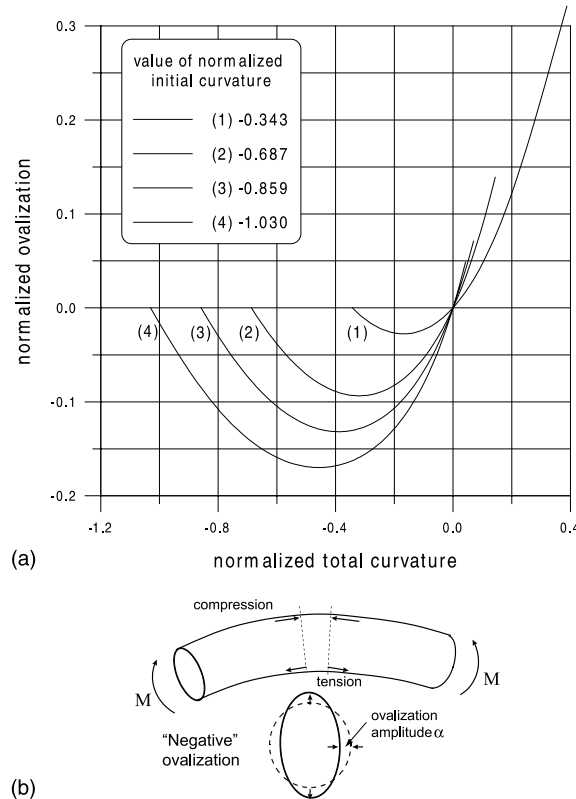 0.3
0.2
0.1
0.0
-0.1
-0.2
normalized ovalization
value of normalized
initial curvature
(1) -0.343
(2) -0.687
(3) -0.859
(4) -1.030
(4)
(3)
(2)
(1)
-1.2
-0.8
-0.4
0.0
0.4
normalized total curvature
(a)
compression
tension
M
M
"Negative"
ovalization
ovalization
amplitude α
(b)